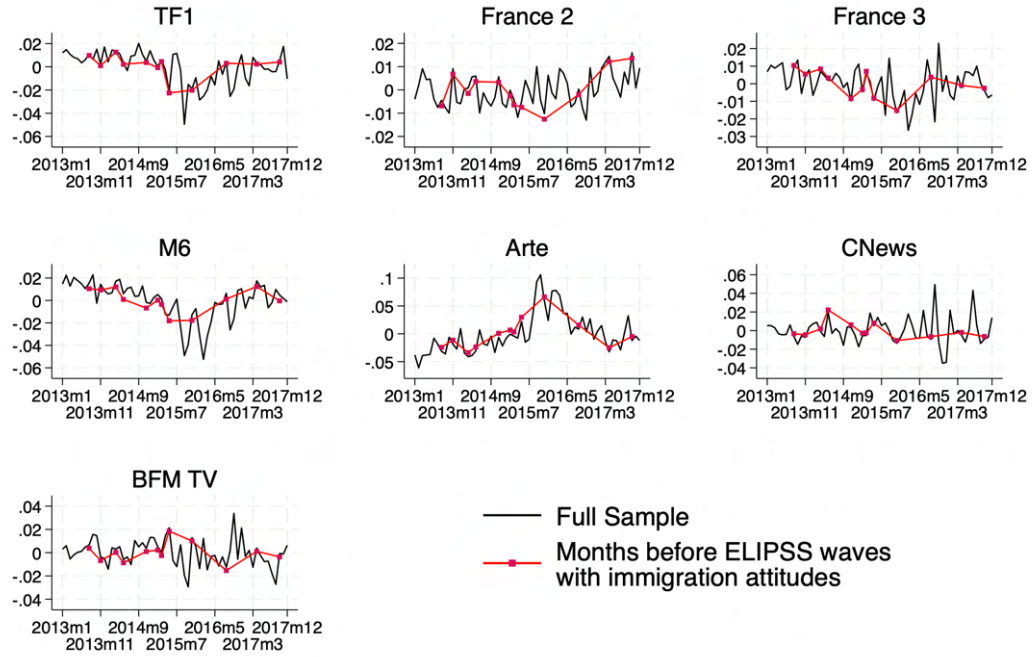 TF1
.02
0
-.02
-.04
-.06
2013m1 2014m9 2016m5 2017m12
2013m11 2015m7 2017m3
France 2
.02
.01
0
-.01
-.02
2013m1 2014m9 2016m5 2017m12
2013m11 2015m7 2017m3
France 3
.02
.01
0
-.01
-.02
-.03
2013m1 2014m9 2016m5 2017m12
2013m11 2015m7 2017m3
M6
.02
0
-.02
-.04
-.06
2013m1 2014m9 2016m5 2017m12
2013m11 2015m7 2017m3
Arte
.1
.05
0
-.05
2013m1 2014m9 2016m5 2017m12
2013m11 2015m7 2017m3
CNews
.06
.04
.02
0
-.02
-.04
2013m1 2014m9 2016m5 2017m12
2013m11 2015m7 2017m3
BFM TV
.04
.02
0
-.02
-.04
2013m1 2014m9 2016m5 2017m12
2013m11 2015m7 2017m3
Full Sample
Months before ELIPSS waves
with immigration attitudes